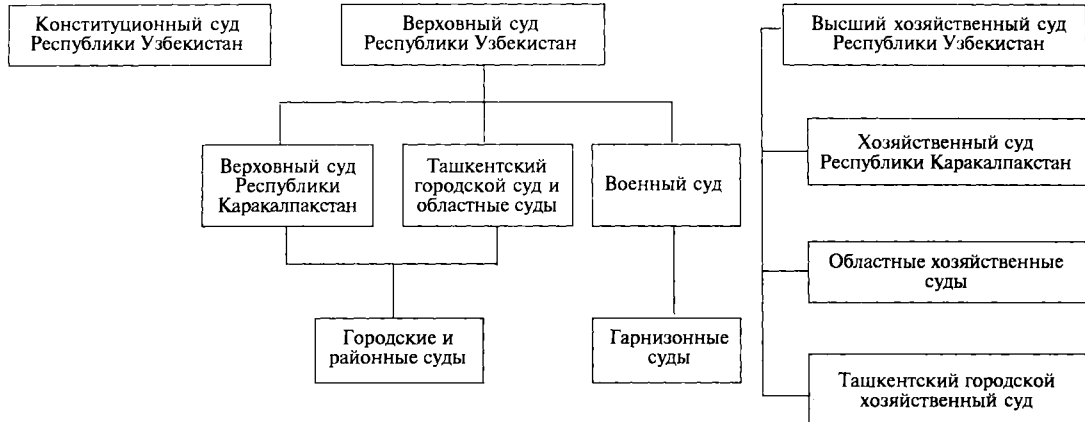 Конституционный суд
Республики Узбекистан
Верховный суд
Республики Узбекистан
Высший хозяйственный суд
Республики Узбекистан
Верховный суд
Республики
Каракалпакстан
Ташкентский
городской суд и
областные суды
Военный суд
Хозяйственный суд
Республики Каракалпакстан
Областные хозяйственные
суды
Городские и
районные суды
Гарнизонные
суды
Ташкентский городской
хозяйственный суд